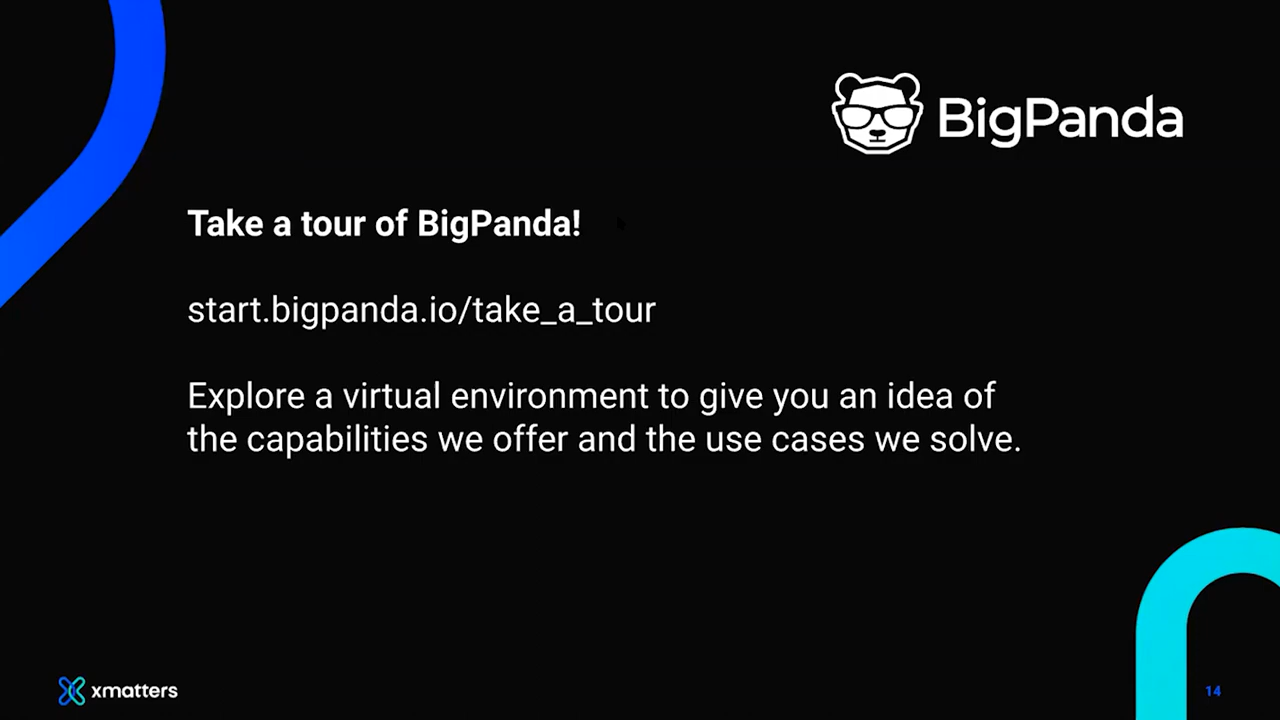 BigPanda
Take a tour of BigPanda!
start.bigpanda.io/take_a_tour
Explore a virtual environment to give you an idea of
the capabilities we offer and the use cases we solve.
xmatters
14